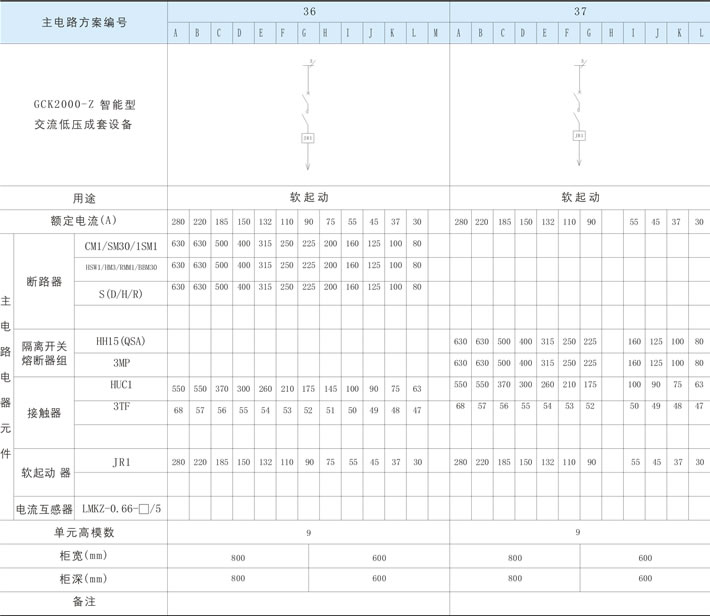 主电路方案编号 36 37
A B C D E F G H I J K L M A B C D E F G H I J K L
GCK2000-Z 智能型
交流低压成套设备
JR1 JR1
用途 软起动 软起动
额定电流(A) 280 220 185 150 132 110 90 75 55 45 37 30 280 220 185 150 132 110 90 55 45 37 30
主电路电器元件
断路器
CM1/SM30/1SM1 630 630 500 400 315 250 225 200 160 125 100 80
HSW1/HM3/RMM1/BBM30 630 630 500 400 315 250 225 200 160 125 100 80
S(D/H/R) 630 630 500 400 315 250 225 200 160 125 100 80
隔离开关
熔断器组
HH15(QSA) 630 630 500 400 315 250 225 160 125 100 80
3MP 630 630 500 400 315 250 225 160 125 100 80
接触器
HUC1 550 550 370 300 260 210 175 145 100 90 75 63 550 550 370 300 260 210 175 100 90 75 63
3TF 68 57 56 55 54 53 52 51 50 49 48 47 68 57 56 55 54 53 52 50 49 48 47
软起动 器 JR1 280 220 185 150 132 110 90 75 55 45 37 30 280 220 185 150 132 110 90 55 45 37 30
电流互感器 LMKZ-0.66-□/5
单元高模数 9 9
柜宽(mm) 800 600 800 600
柜深(mm) 800 600 800 600
备注